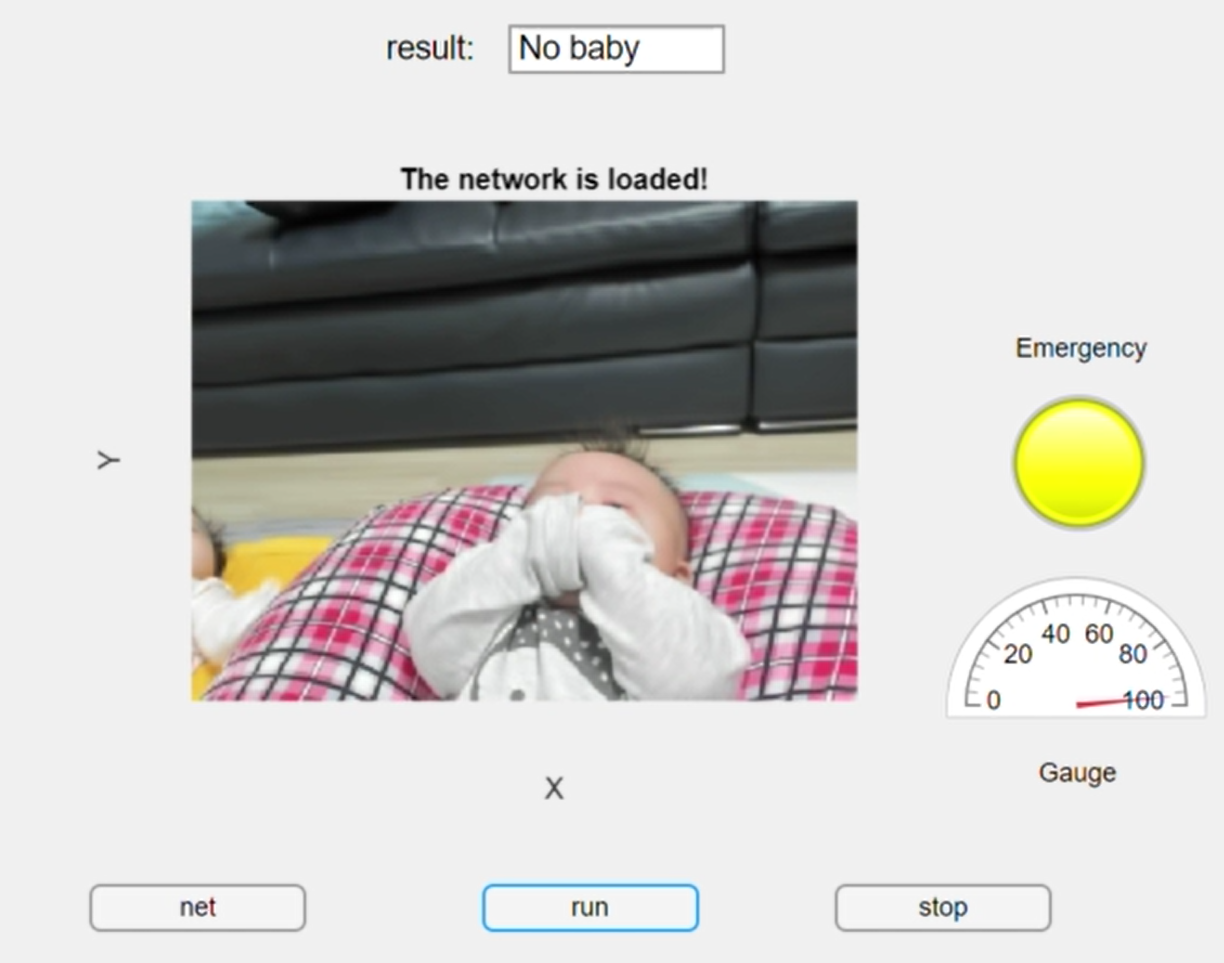 result: No baby
The network is loaded!
Emergency
Y
40 60
20 80
0 100
Gauge
X
net run stop